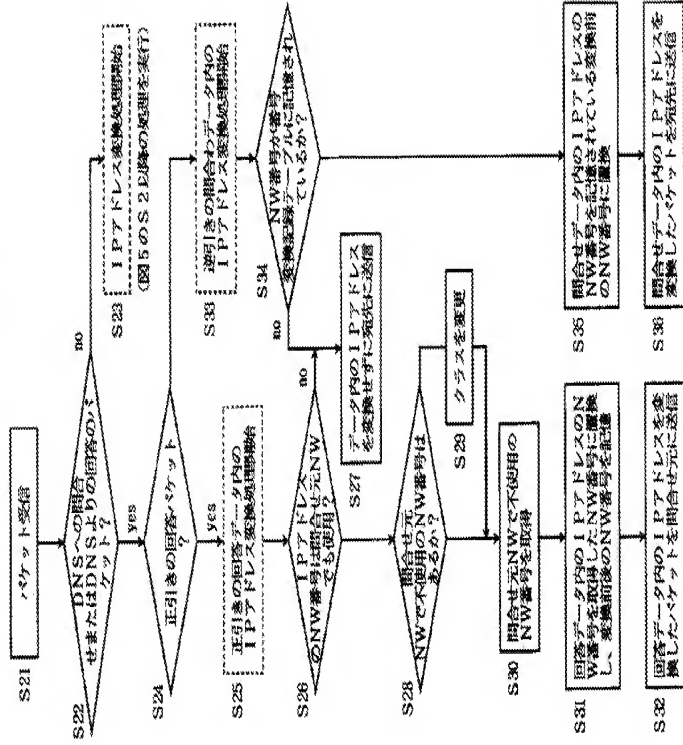 S21
パケット受信
S22
DNSへの問合
せまたはDNSよりの回答のパ
ケット?
no
yes
S23
IPアドレス変換処理開始
(図5のS2以降の処理を実行)
S24
正引きの回答パケット
?
yes
S25
正引きの回答データ内の
IPアドレス変換処理開始
S33
逆引きの問合わデータ内の
IPアドレス変換処理開始
S26
IPアドレス
のNW番号は問合せ元NW
でも使用?
no
S34
NW番号が番号
変換記録テーブルに記憶され
ているか?
no
S27
データ内のIPアドレス
を変換せずに宛先に送信
S28
問合せ元
NWで不使用のNW番号は
あるか?
S29
クラスを変更
S30
問合せ元NWで不使用の
NW番号を取得
S31
回答データ内のIPアドレスのN
W番号を取得したNW番号に置換
し、変換前後のNW番号を記憶
S32
回答データ内のIPアドレスを変
換したパケットを問合せ元に送信
S35
問合せデータ内のIPアドレスの
NW番号を記憶されている変換前
のNW番号に置換
S36
問合せデータ内のIPアドレスを
変換したパケットを宛先に送信